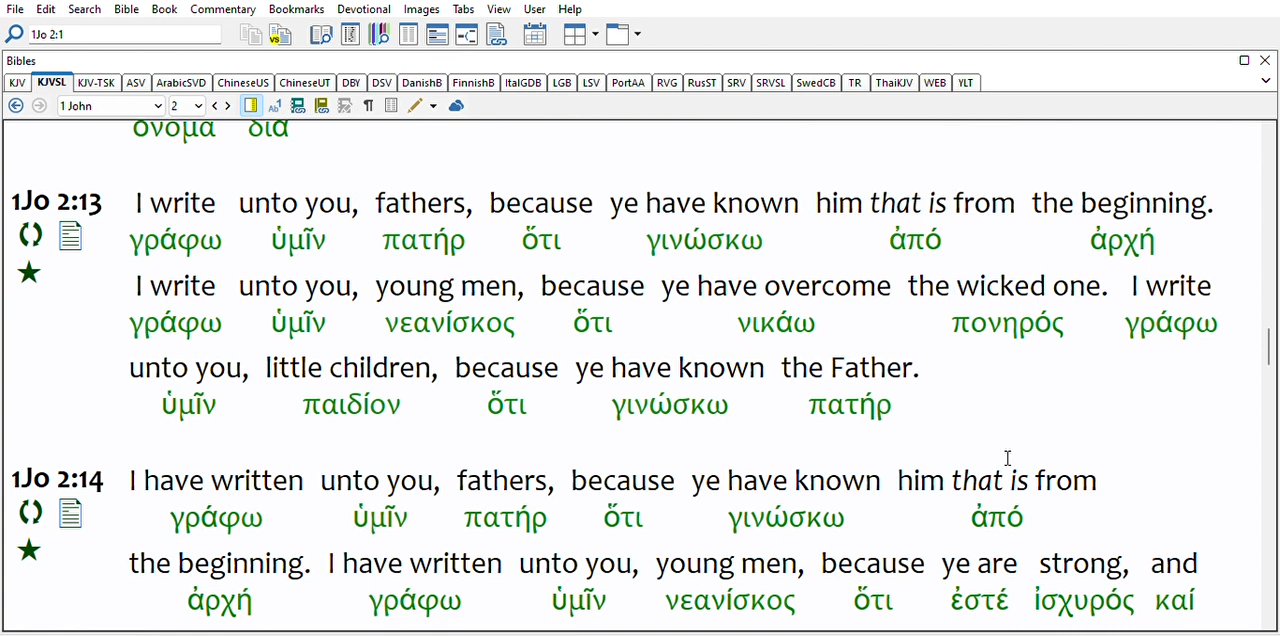 File Edit Search Bible Book Commentary Bookmarks Devotional Images Tabs View User Help
1Jo 2:1
Bibles
KJV KJVSL KJV-TSK ASV ArabicSVD ChineseUS ChineseUT DBY DSV DanishB FinnishB ItalGDB LGB LSV PortAA RVG RusST SRV SRVSL SwedCB TR ThaiKJV WEB YLT
1 John 2
ὄνομα διά
1Jo 2:13 I write unto you, fathers, because ye have known him that is from the beginning.
γράφω ὑμῖν πατήρ ὅτι γινώσκω ἀπό ἀρχή
I write unto you, young men, because ye have overcome the wicked one. I write
γράφω ὑμῖν νεανίσκος ὅτι νικάω πονηρός γράφω
unto you, little children, because ye have known the Father.
ὑμῖν παιδίον ὅτι γινώσκω πατήρ
1Jo 2:14 I have written unto you, fathers, because ye have known him that is from
γράφω ὑμῖν πατήρ ὅτι γινώσκω ἀπό
the beginning. I have written unto you, young men, because ye are strong, and
ἀρχή γράφω ὑμῖν νεανίσκος ὅτι ἐστέ ἰσχυρός καί